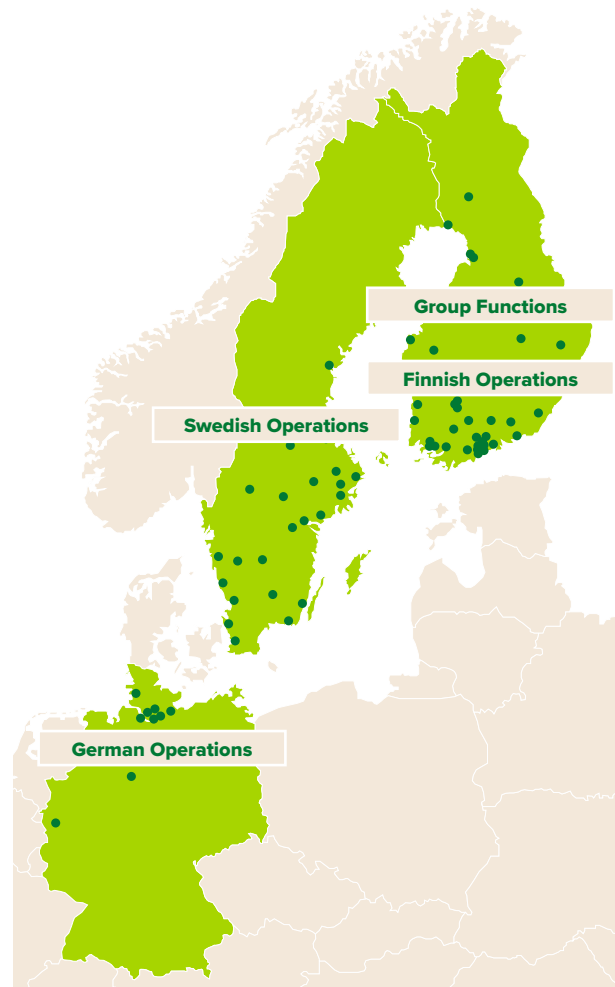 Group Functions
Finnish Operations
Swedish Operations
German Operations